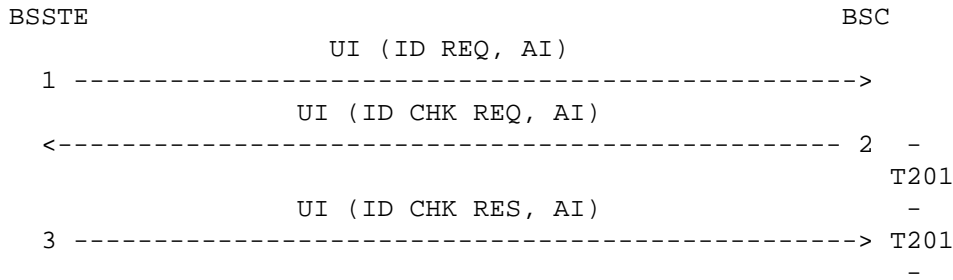 BSSTE BSC
UI (ID REQ, AI)
1 ------------------------------------------------->
UI (ID CHK REQ, AI)
<------------------------------------------------- 2 -
T201
UI (ID CHK RES, AI) -
3 -------------------------------------------------> T201
-